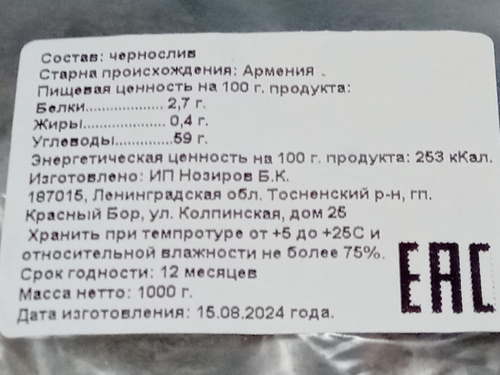 Состав: чернослив
Старна происхождения: Армения .
Пищевая ценность на 100 г. продукта:
Белки................... 2,7 г.
Жиры.................... 0,4 г.
Углеводы..............59 г.
Энергетическая ценность на 100 г. продукта: 253 кКал.
Изготовлено: ИП Нозиров Б.К.
187015, Ленинградская обл. Тосненский р-н, гп.
Красный Бор, ул. Колпинская, дом 25
Хранить при темпротуре от +5 до +25С и
относительной влажности не более 75%.
Срок годности: 12 месяцев
Масса нетто: 1000 г.
Дата изготовления: 15.08.2024 года.
EAC